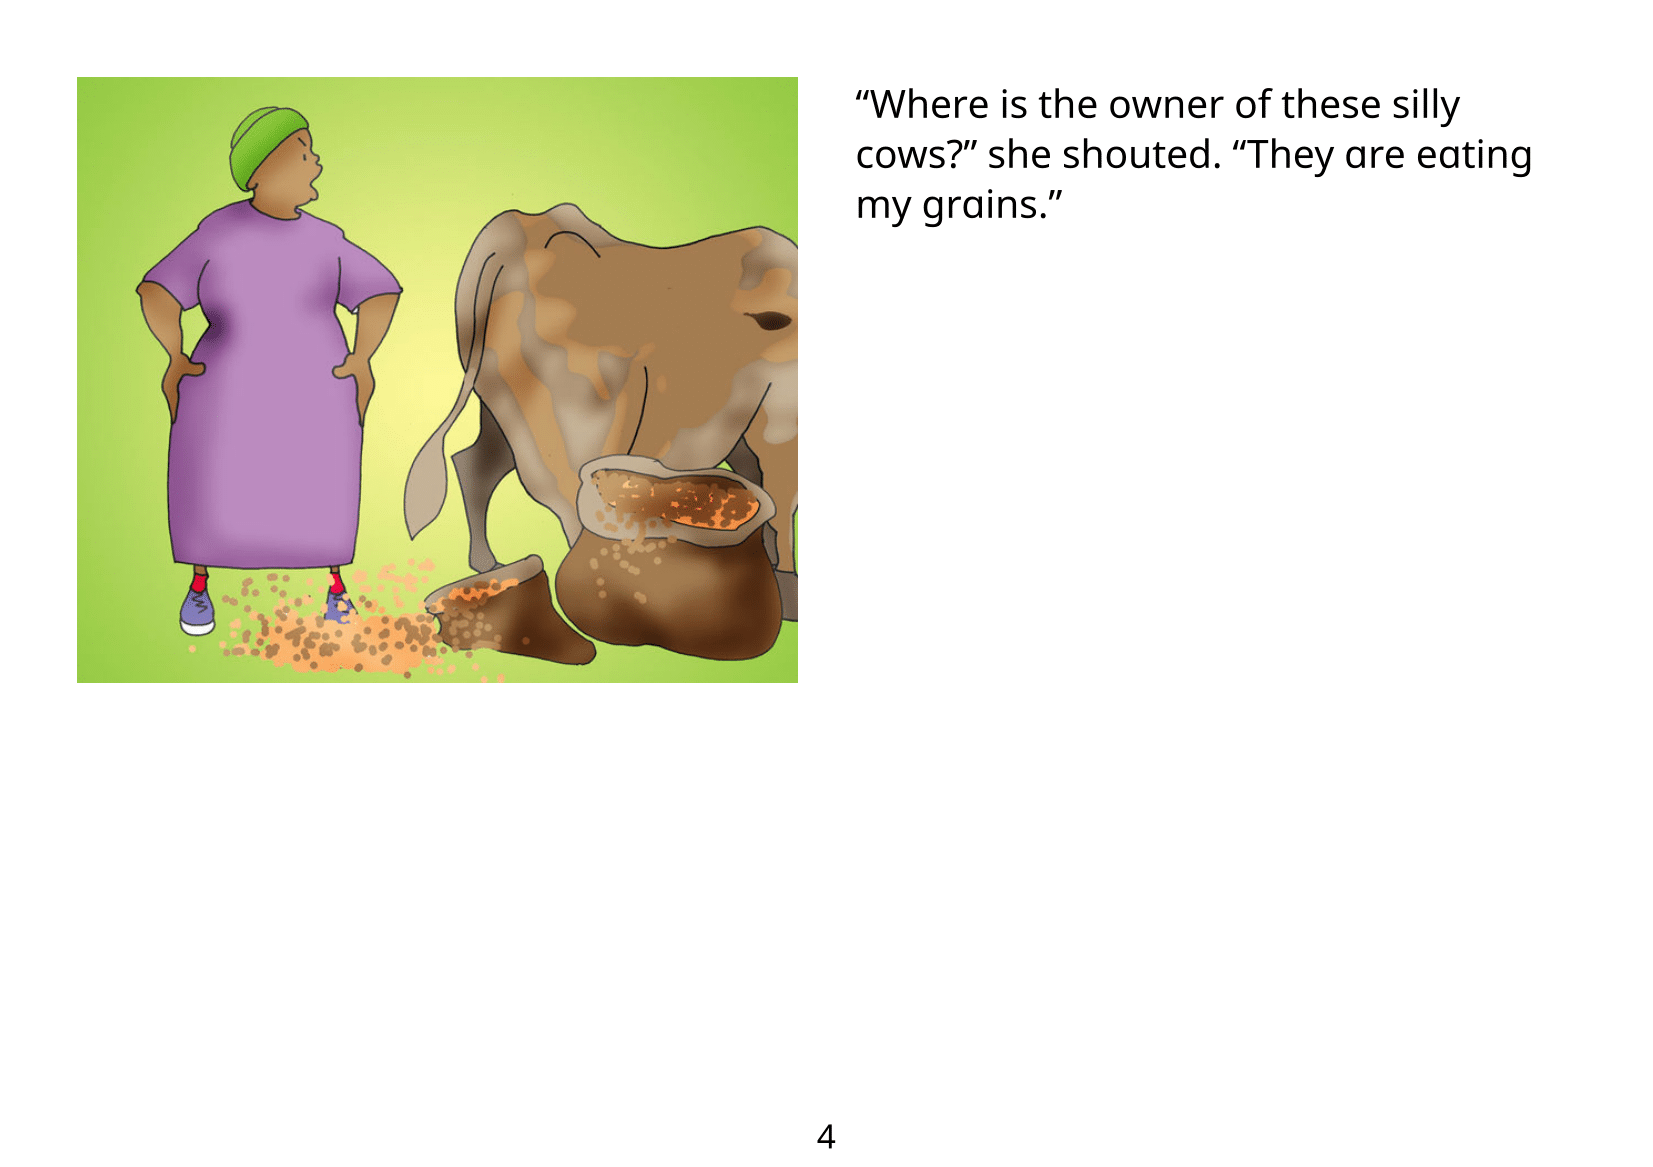 “Where is the owner of these silly
cows?” she shouted. “They are eating
my grains.”
4